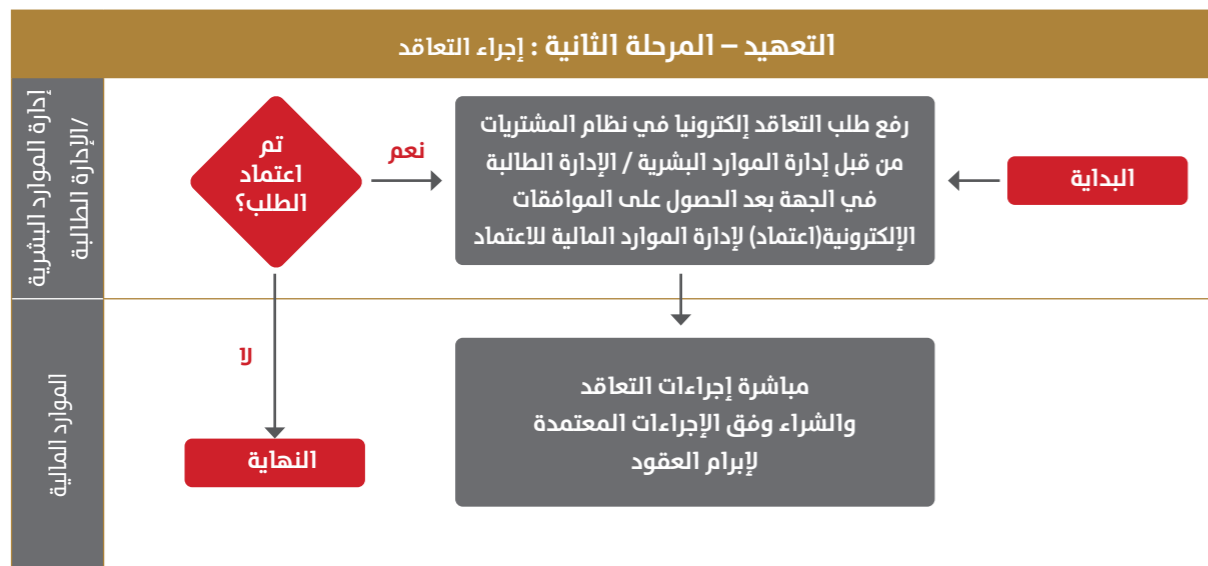 التعهيد – المرحلة الثانية : إجراء التعاقد
إدارة الموارد البشرية
/الإدارة الطالبة
البداية
رفع طلب التعاقد إلكترونيا في نظام المشتريات
من قبل إدارة الموارد البشرية / الإدارة الطالبة
في الجهة بعد الحصول على الموافقات
الإلكترونية(اعتماد) لإدارة الموارد المالية للاعتماد
نعم
تم
اعتماد
الطلب؟
الموارد المالية
مباشرة إجراءات التعاقد
والشراء وفق الإجراءات المعتمدة
لإبرام العقود
لا
النهاية